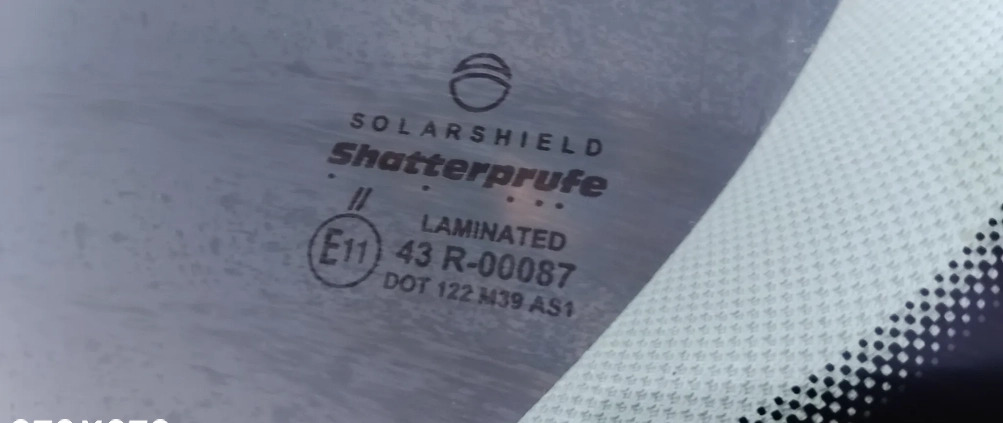 SOLARSHIELD
Shatterprufe
//
LAMINATED
E11 43 R-00087
DOT 122 M39 AS1